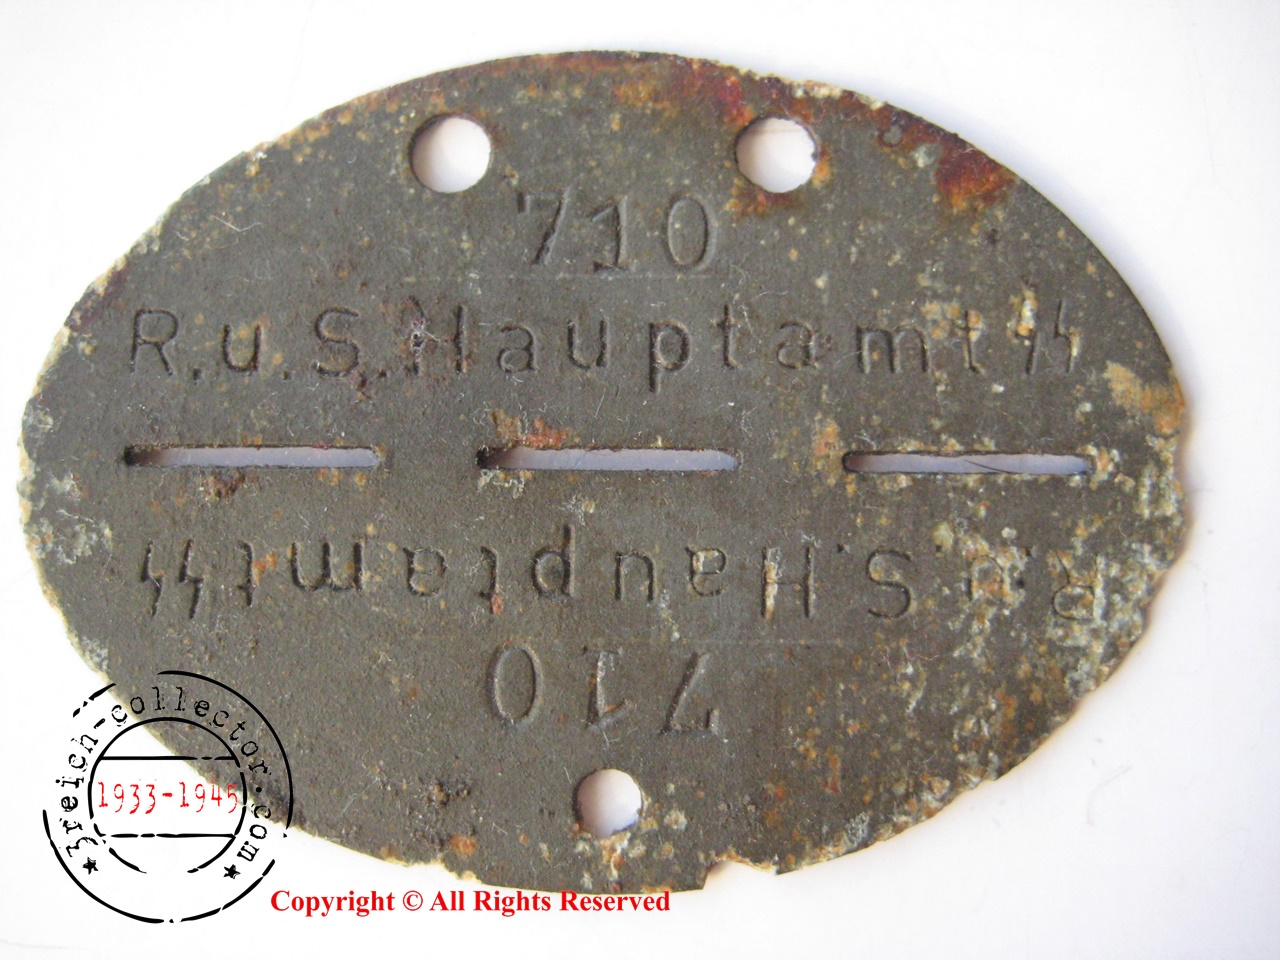 710
R.u.S.Hauptamt ᛋᛋ
R.u.S.Hauptamt ᛋᛋ
710
3reich-collector.com
1933-1945
Copyright © All Rights Reserved